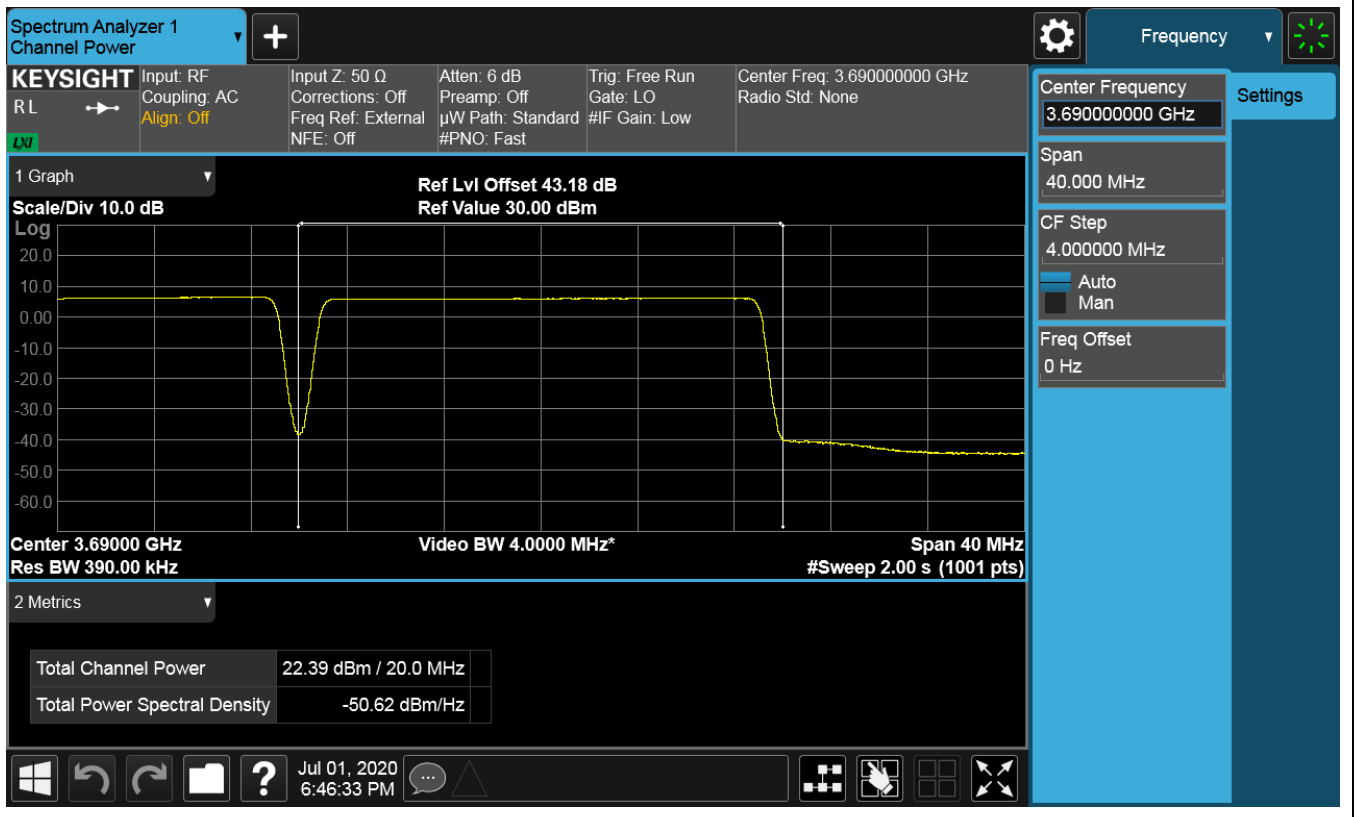 Spectrum Analyzer 1
Channel Power
Frequency
KEYSIGHT
R L
LXI
Input: RF
Coupling: AC
Align: Off
Input Z: 50 Ω
Corrections: Off
Freq Ref: External
NFE: Off
Atten: 6 dB
Preamp: Off
µW Path: Standard
#PNO: Fast
Trig: Free Run
Gate: LO
#IF Gain: Low
Center Freq: 3.690000000 GHz
Radio Std: None
1 Graph
Ref Lvl Offset 43.18 dB
Scale/Div 10.0 dB
Ref Value 30.00 dBm
Log
20.0
10.0
0.00
-10.0
-20.0
-30.0
-40.0
-50.0
-60.0
Center 3.69000 GHz
Video BW 4.0000 MHz*
Span 40 MHz
Res BW 390.00 kHz
#Sweep 2.00 s (1001 pts)
2 Metrics
Total Channel Power 22.39 dBm / 20.0 MHz
Total Power Spectral Density -50.62 dBm/Hz
Jul 01, 2020
6:46:33 PM
Center Frequency
3.690000000 GHz
Span
40.000 MHz
CF Step
4.000000 MHz
Auto
Man
Freq Offset
0 Hz
Settings